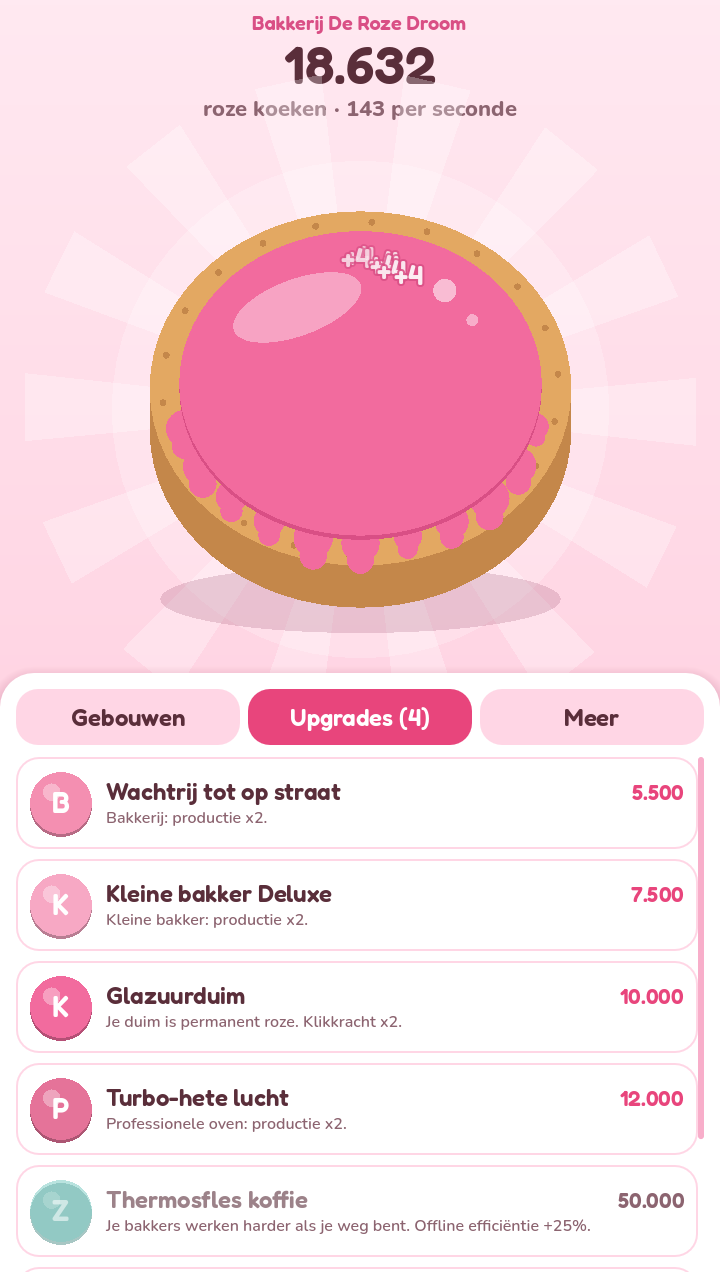 Bakkerij De Roze Droom
18.632
roze koeken · 143 per seconde
+4 +4 +4
Gebouwen
Upgrades (4)
Meer
B
Wachtrij tot op straat
5.500
Bakkerij: productie x2.
K
Kleine bakker Deluxe
7.500
Kleine bakker: productie x2.
K
Glazuurduim
10.000
Je duim is permanent roze. Klikkracht x2.
P
Turbo-hete lucht
12.000
Professionele oven: productie x2.
Z
Thermosfles koffie
50.000
Je bakkers werken harder als je weg bent. Offline efficiëntie +25%.